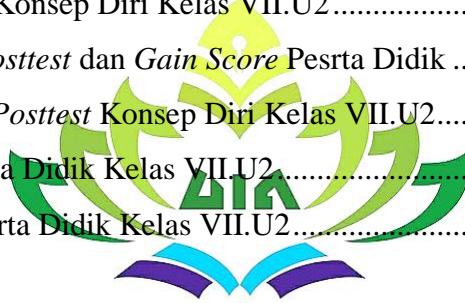 Konsep Diri Kelas VII.U2....................
osttest dan Gain Score Pesrta Didik ..
Posttest Konsep Diri Kelas VII.U2....
a Didik Kelas VII.U2........................
rta Didik Kelas VII.U2.....................
UIN